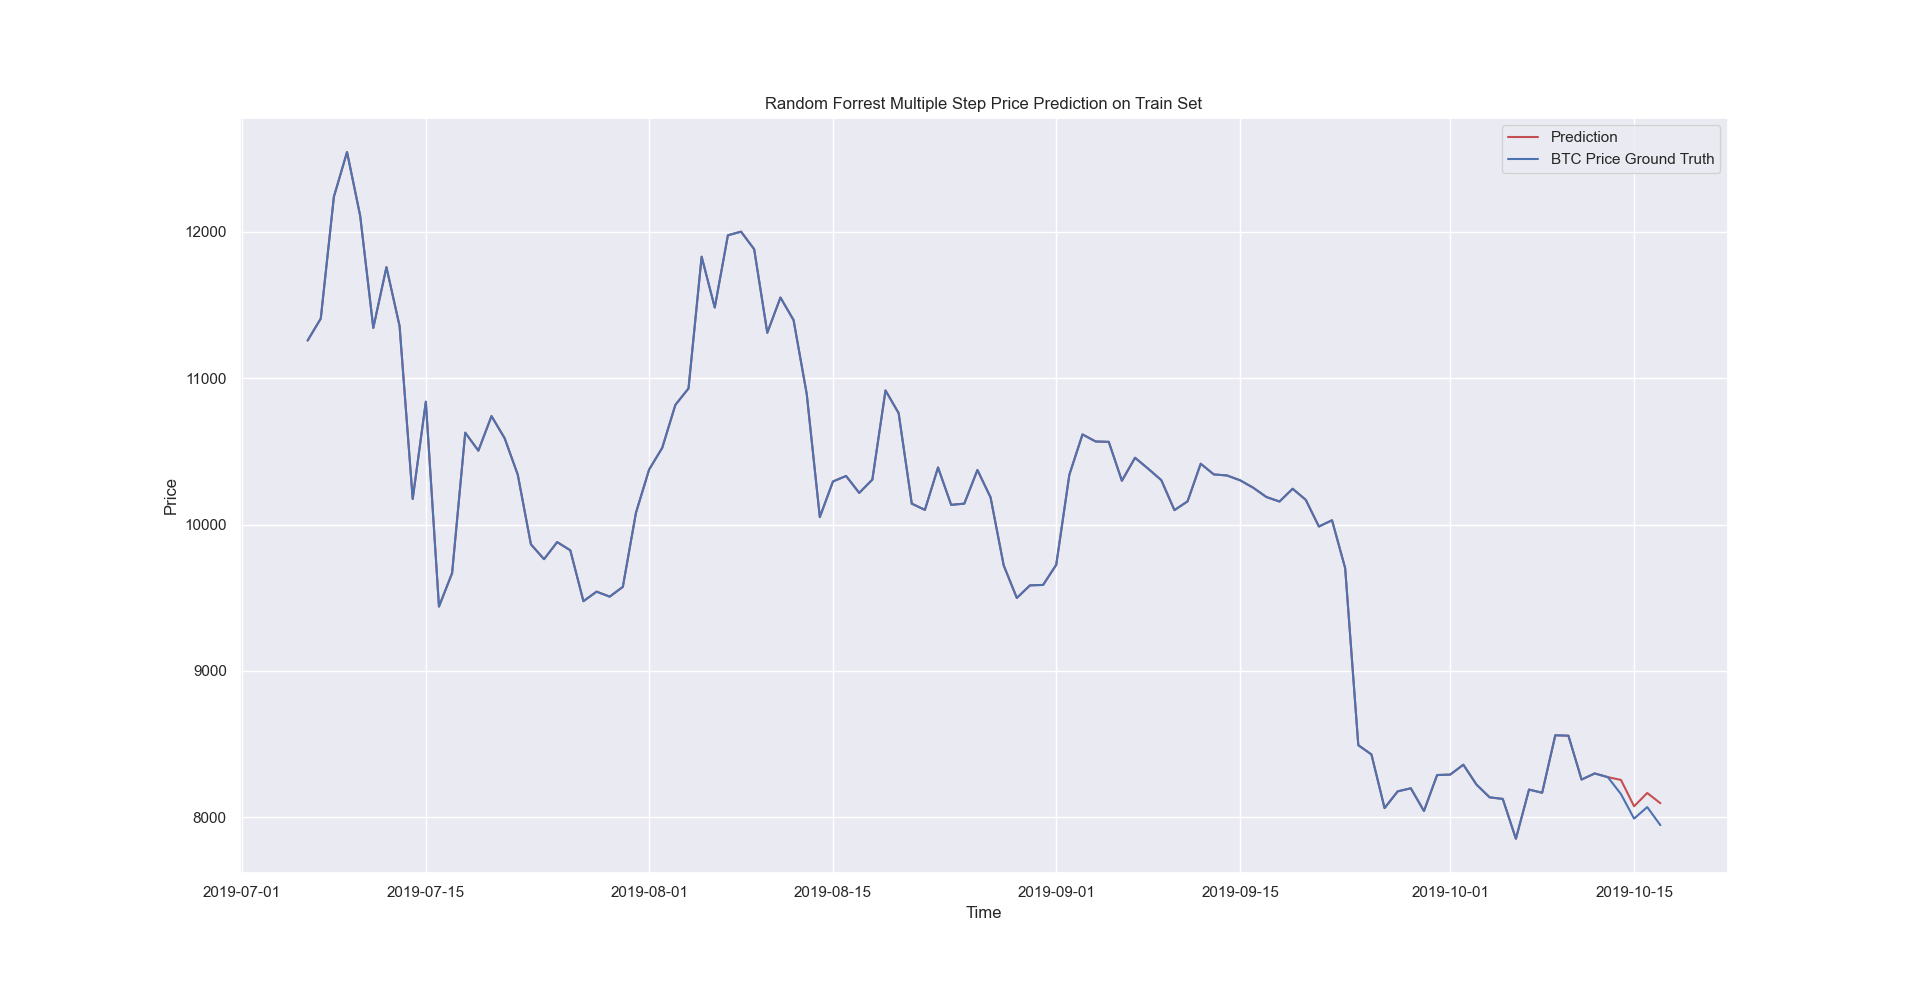 Random Forrest Multiple Step Price Prediction on Train Set
Prediction
BTC Price Ground Truth
12000
11000
10000
9000
8000
Price
2019-07-01 2019-07-15 2019-08-01 2019-08-15 2019-09-01 2019-09-15 2019-10-01 2019-10-15
Time